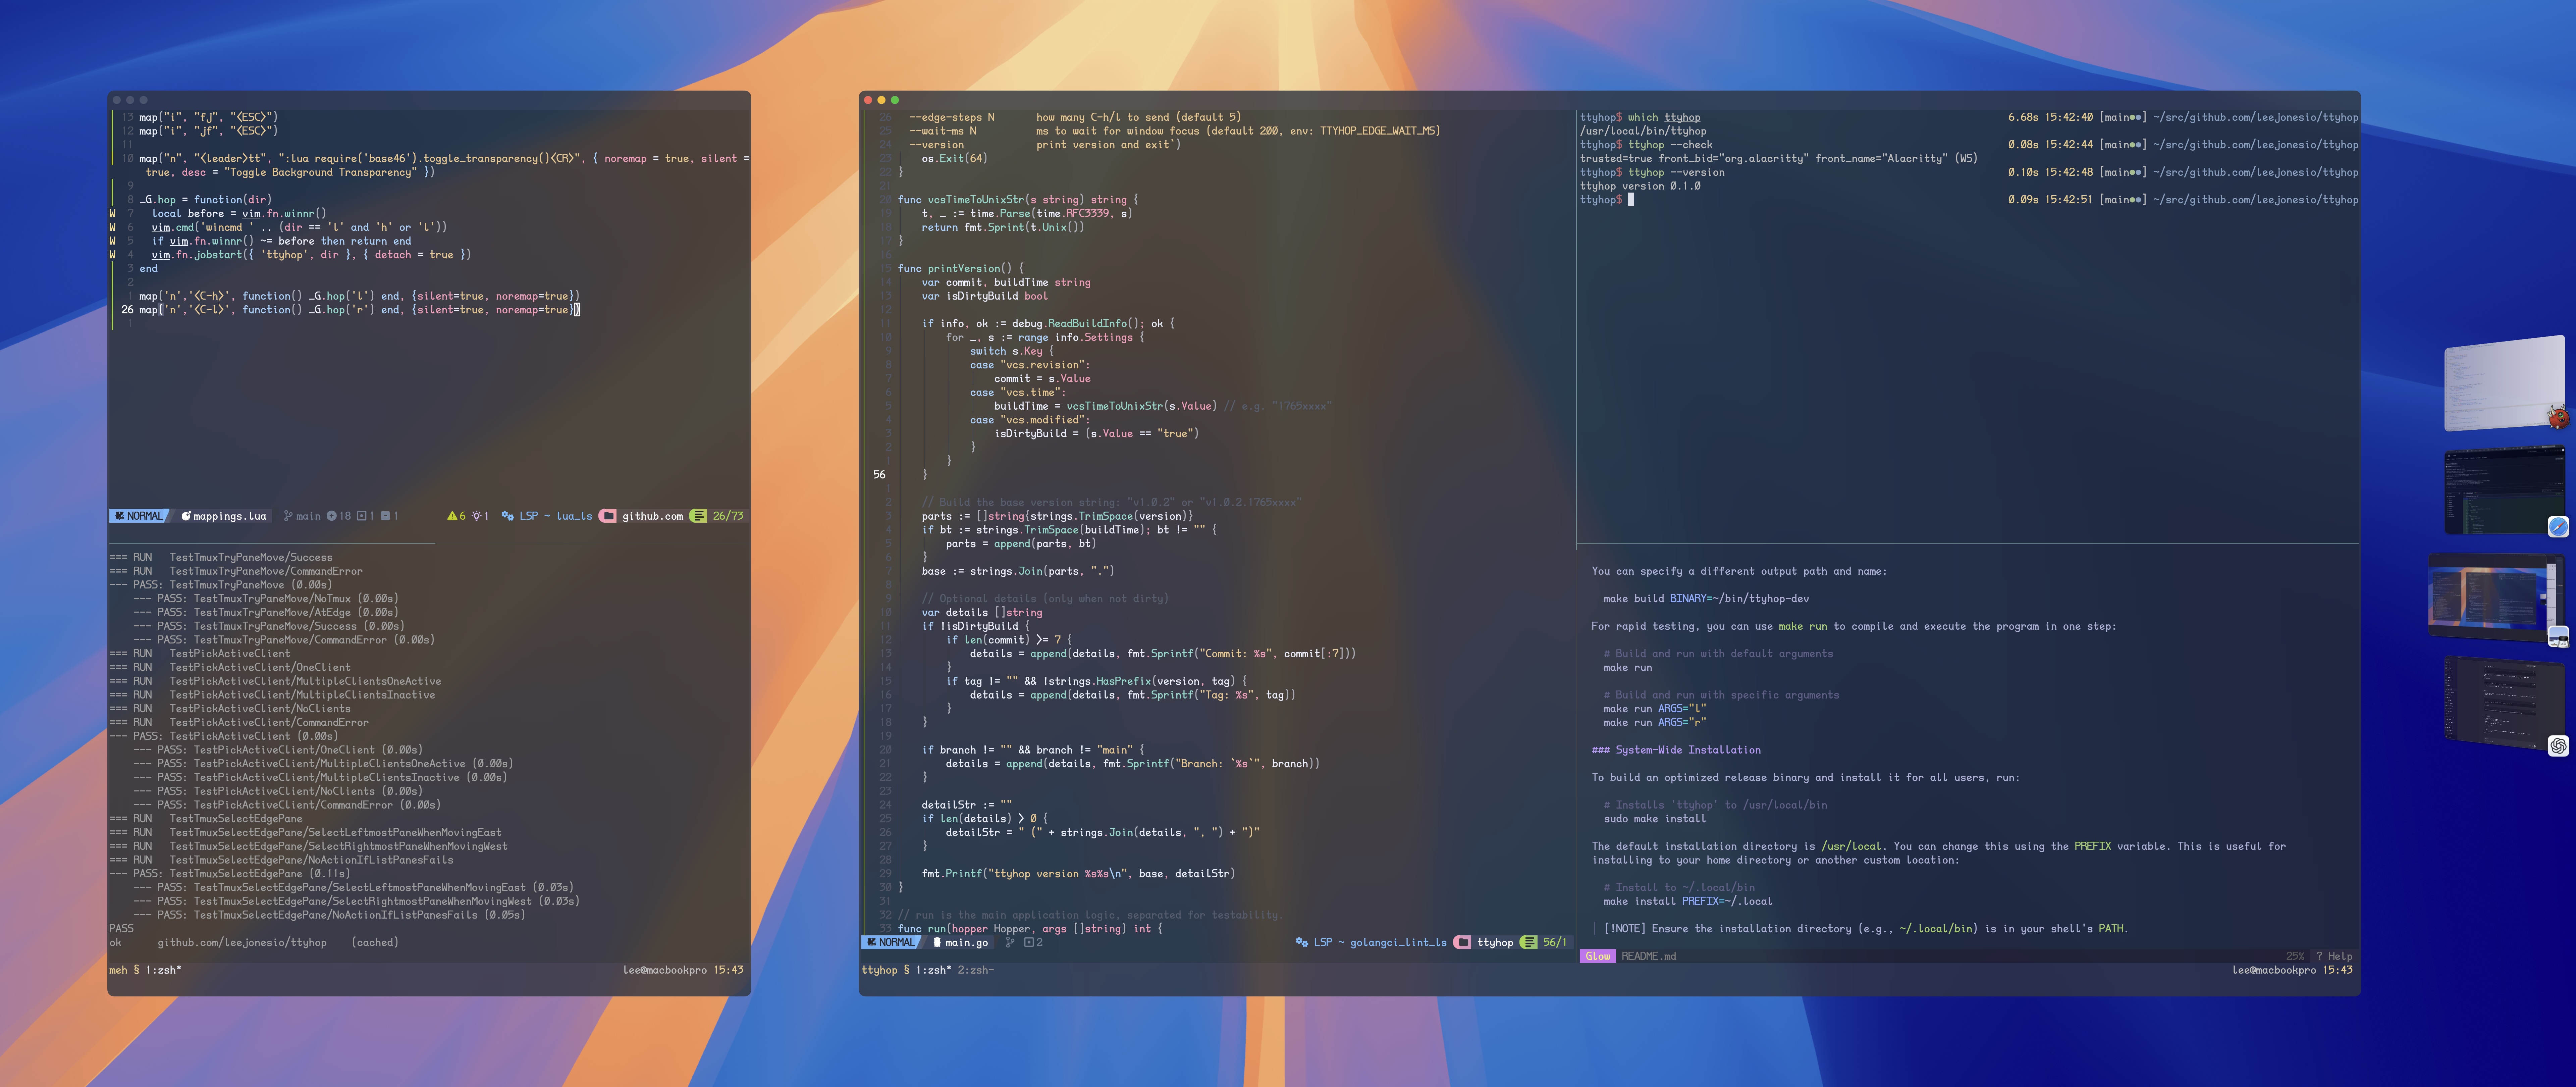 13 map("i", "fj", "<ESC>")
12 map("i", "jf", "<ESC>")
11
10 map("n", "<leader>tt", ":lua require('base46').toggle_transparency()<CR>", { noremap = true, silent =
true, desc = "Toggle Background Transparency" })
9
8 _G.hop = function(dir)
W 7   local before = vim.fn.winnr()
W 6   vim.cmd('wincmd ' .. (dir == 'l' and 'h' or 'l'))
W 5   if vim.fn.winnr() ~= before then return end
W 4   vim.fn.jobstart({ 'ttyhop', dir }, { detach = true })
3 end
2
1 map('n','<C-h>', function() _G.hop('l') end, {silent=true, noremap=true})
26 map('n','<C-l>', function() _G.hop('r') end, {silent=true, noremap=true})
1
NORMAL mappings.lua main 18 1 1 6 1 LSP ~ lua_ls github.com 26/73
=== RUN   TestTmuxTryPaneMove/Success
=== RUN   TestTmuxTryPaneMove/CommandError
--- PASS: TestTmuxTryPaneMove (0.00s)
    --- PASS: TestTmuxTryPaneMove/NoTmux (0.00s)
    --- PASS: TestTmuxTryPaneMove/AtEdge (0.00s)
    --- PASS: TestTmuxTryPaneMove/Success (0.00s)
    --- PASS: TestTmuxTryPaneMove/CommandError (0.00s)
=== RUN   TestPickActiveClient
=== RUN   TestPickActiveClient/OneClient
=== RUN   TestPickActiveClient/MultipleClientsOneActive
=== RUN   TestPickActiveClient/MultipleClientsInactive
=== RUN   TestPickActiveClient/NoClients
=== RUN   TestPickActiveClient/CommandError
--- PASS: TestPickActiveClient (0.00s)
    --- PASS: TestPickActiveClient/OneClient (0.00s)
    --- PASS: TestPickActiveClient/MultipleClientsOneActive (0.00s)
    --- PASS: TestPickActiveClient/MultipleClientsInactive (0.00s)
    --- PASS: TestPickActiveClient/NoClients (0.00s)
    --- PASS: TestPickActiveClient/CommandError (0.00s)
=== RUN   TestTmuxSelectEdgePane
=== RUN   TestTmuxSelectEdgePane/SelectLeftmostPaneWhenMovingEast
=== RUN   TestTmuxSelectEdgePane/SelectRightmostPaneWhenMovingWest
=== RUN   TestTmuxSelectEdgePane/NoActionIfListPanesFails
--- PASS: TestTmuxSelectEdgePane (0.11s)
    --- PASS: TestTmuxSelectEdgePane/SelectLeftmostPaneWhenMovingEast (0.03s)
    --- PASS: TestTmuxSelectEdgePane/SelectRightmostPaneWhenMovingWest (0.03s)
    --- PASS: TestTmuxSelectEdgePane/NoActionIfListPanesFails (0.05s)
PASS
ok      github.com/leejonesio/ttyhop    (cached)
meh § 1:zsh* lee@macbookpro 15:43
26   --edge-steps N       how many C-h/l to send (default 5)
25   --wait-ms N          ms to wait for window focus (default 200, env: TTYHOP_EDGE_WAIT_MS)
24   --version            print version and exit`)
23     os.Exit(64)
22 }
21
20 func vcsTimeToUnixStr(s string) string {
19     t, _ := time.Parse(time.RFC3339, s)
18     return fmt.Sprint(t.Unix())
17 }
16
15 func printVersion() {
14     var commit, buildTime string
13     var isDirtyBuild bool
12
11     if info, ok := debug.ReadBuildInfo(); ok {
10         for _, s := range info.Settings {
9             switch s.Key {
8             case "vcs.revision":
7                 commit = s.Value
6             case "vcs.time":
5                 buildTime = vcsTimeToUnixStr(s.Value) // e.g. "1765xxxx"
4             case "vcs.modified":
3                 isDirtyBuild = (s.Value == "true")
2             }
1         }
56     }
1
2     // Build the base version string: "v1.0.2" or "v1.0.2.1765xxxx"
3     parts := []string{strings.TrimSpace(version)}
4     if bt := strings.TrimSpace(buildTime); bt != "" {
5         parts = append(parts, bt)
6     }
7     base := strings.Join(parts, ".")
8
9     // Optional details (only when not dirty)
10     var details []string
11     if !isDirtyBuild {
12         if len(commit) >= 7 {
13             details = append(details, fmt.Sprintf("Commit: %s", commit[:7]))
14         }
15         if tag != "" && !strings.HasPrefix(version, tag) {
16             details = append(details, fmt.Sprintf("Tag: %s", tag))
17         }
18     }
19
20     if branch != "" && branch != "main" {
21         details = append(details, fmt.Sprintf("Branch: `%s`", branch))
22     }
23
24     detailStr := ""
25     if len(details) > 0 {
26         detailStr = " (" + strings.Join(details, ", ") + ")"
27     }
28
29     fmt.Printf("ttyhop version %s%s\n", base, detailStr)
30 }
31
32 // run is the main application logic, separated for testability.
33 func run(hopper Hopper, args []string) int {
NORMAL main.go 2 LSP ~ golangci_lint_ls ttyhop 56/1
ttyhop § 1:zsh* 2:zsh- lee@macbookpro 15:43
ttyhop$ which ttyhop 6.68s 15:42:40 [main●●] ~/src/github.com/leejonesio/ttyhop
/usr/local/bin/ttyhop
ttyhop$ ttyhop --check 0.08s 15:42:44 [main●●] ~/src/github.com/leejonesio/ttyhop
trusted=true front_bid="org.alacritty" front_name="Alacritty" (WS)
ttyhop$ ttyhop --version 0.10s 15:42:48 [main●●] ~/src/github.com/leejonesio/ttyhop
ttyhop version 0.1.0
ttyhop$ 0.09s 15:42:51 [main●●] ~/src/github.com/leejonesio/ttyhop
You can specify a different output path and name:
make build BINARY=~/bin/ttyhop-dev
For rapid testing, you can use make run to compile and execute the program in one step:
# Build and run with default arguments
make run
# Build and run with specific arguments
make run ARGS="l"
make run ARGS="r"
### System-Wide Installation
To build an optimized release binary and install it for all users, run:
# Installs 'ttyhop' to /usr/local/bin
sudo make install
The default installation directory is /usr/local. You can change this using the PREFIX variable. This is useful for
installing to your home directory or another custom location:
# Install to ~/.local/bin
make install PREFIX=~/.local
│ [!NOTE] Ensure the installation directory (e.g., ~/.local/bin) is in your shell's PATH.
Glow README.md 25% ? Help